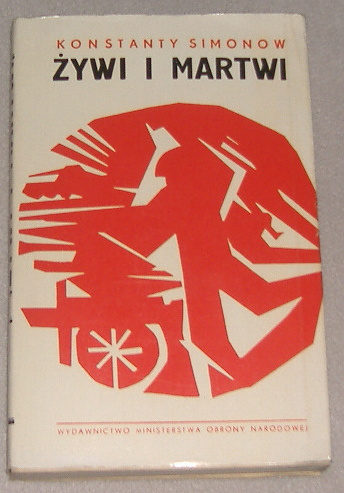 KONSTANTY SIMONOW
ŻYWI I MARTWI
WYDAWNICTWO MINISTERSTWA OBRONY NARODOWEJ